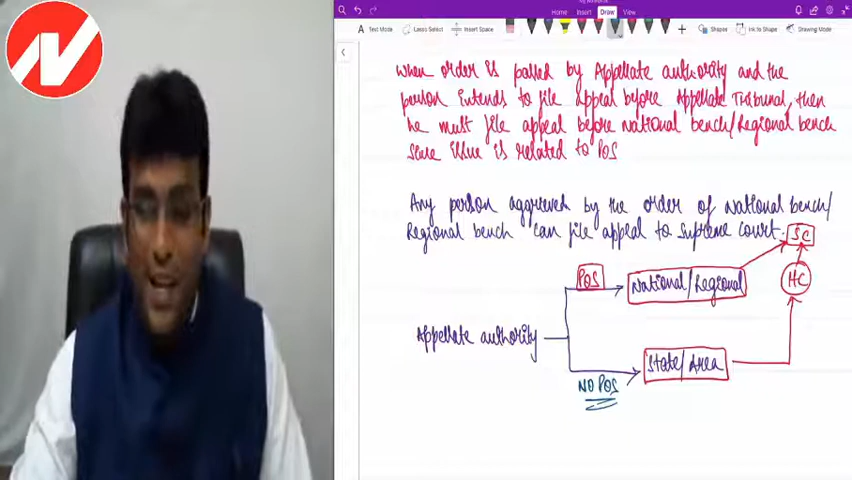 Home Insert Draw View
Text Mode Lasso Select Insert Space Shapes Ink to Shape Drawing Mode
When order is passed by Appellate authority and the
person intends to file appeal before Appellate Tribunal, then
he must file appeal before National bench/Regional bench
since issue is related to POS
Any person aggrieved by the order of National bench/
Regional bench can file appeal to Supreme court.
SC
POS
National/Regional
HC
Appellate authority
State/Area
NO POS